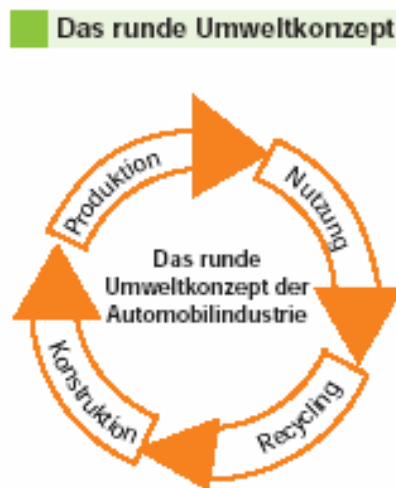 Das runde Umweltkonzept
Produktion
Nutzung
Das runde
Umweltkonzept der
Automobilindustrie
Konstruktion
Recycling